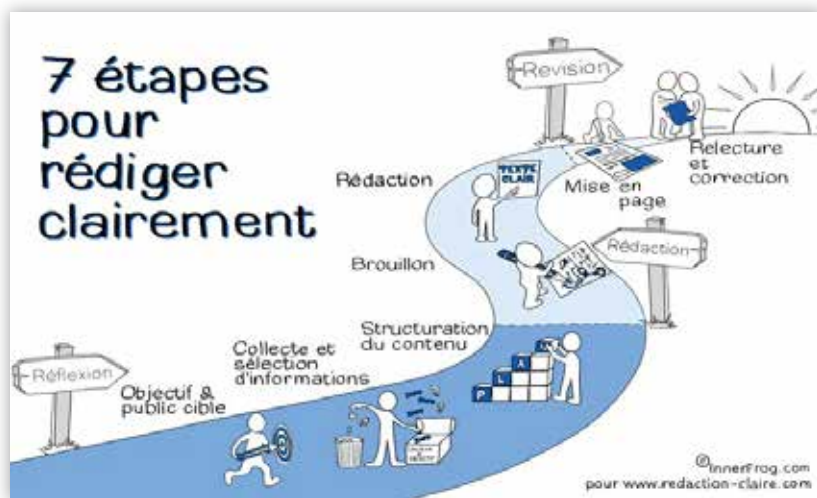 7 étapes
pour
rédiger
clairement
Réflexion
Objectif &
public cible
Collecte et
sélection
d'informations
Structuration
du contenu
PLAN
Rédaction
Brouillon
Rédaction
TEXTE
CLAIR
Revision
Mise en
page
Relecture
et
correction
©InnerFrog.com
pour www.redaction-claire.com